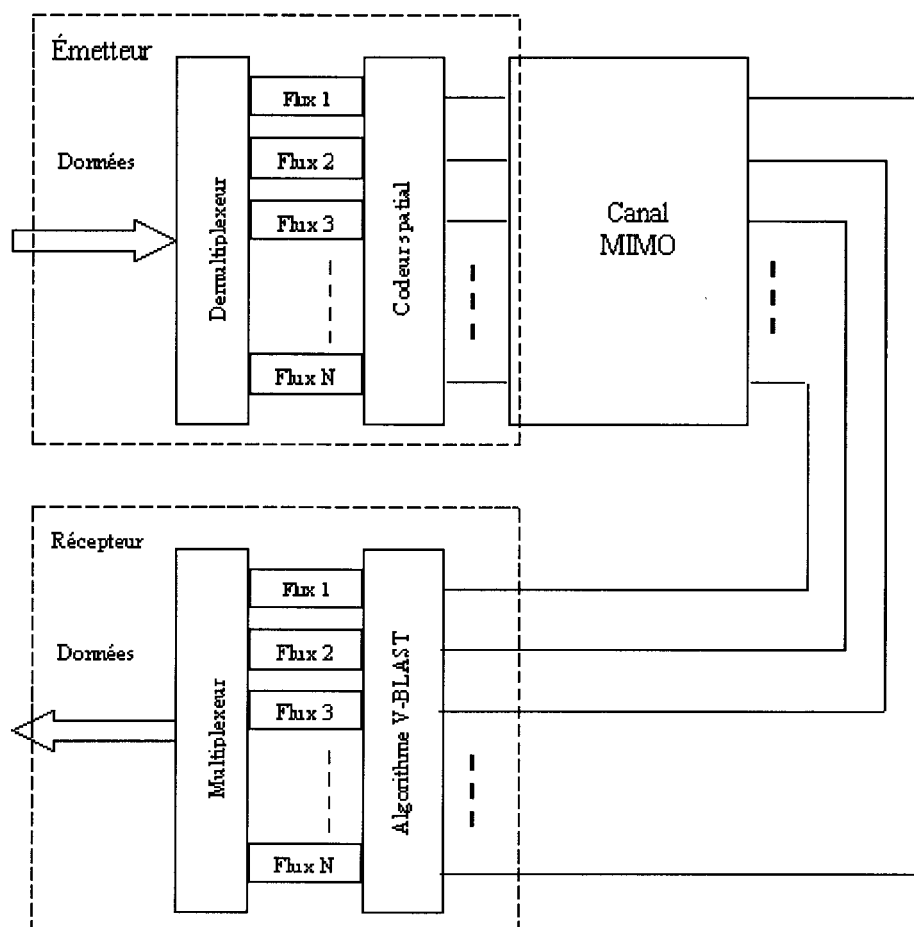 Émetteur
Données
Demultiplexeur
Flux 1
Flux 2
Flux 3
Flux N
Codeur spatial
Canal
MIMO
Récepteur
Données
Multiplexeur
Flux 1
Flux 2
Flux 3
Flux N
Algorithme V-BLAST